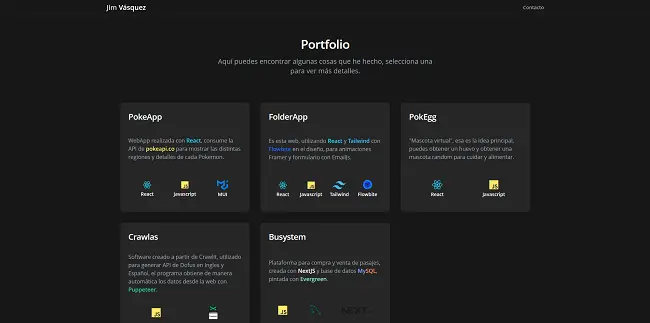 Jim Vásquez
Contacto
Portfolio
Aquí puedes encontrar algunas cosas que he hecho, selecciona una
para ver más detalles.
PokeApp
WebApp realizada con React, consume la
API de pokeapi.co para mostrar las distintas
regiones y detalles de cada Pokemon.
React
JS
Javascript
MUI
FolderApp
Es esta web, utilizando React y Tailwind con
Flowbite en el diseño, para animaciones
Framer y formulario con Emailjs.
React
JS
Javascript
Tailwind
Flowbite
PokEgg
"Mascota virtual", esa es la idea principal,
puedes obtener un huevo y obtener una
mascota random para cuidar y alimentar.
React
JS
Javascript
Crawlas
Software creado a partir de Crawlit, utilizado
para generar API de Dofus en Ingles y
Español, el programa obtiene de manera
automática los datos desde la web con
Puppeteer.
JS
Busystem
Plataforma para compra y venta de pasajes,
creada con NextJS y base de datos MySQL,
pintada con Evergreen.
JS
NEXT